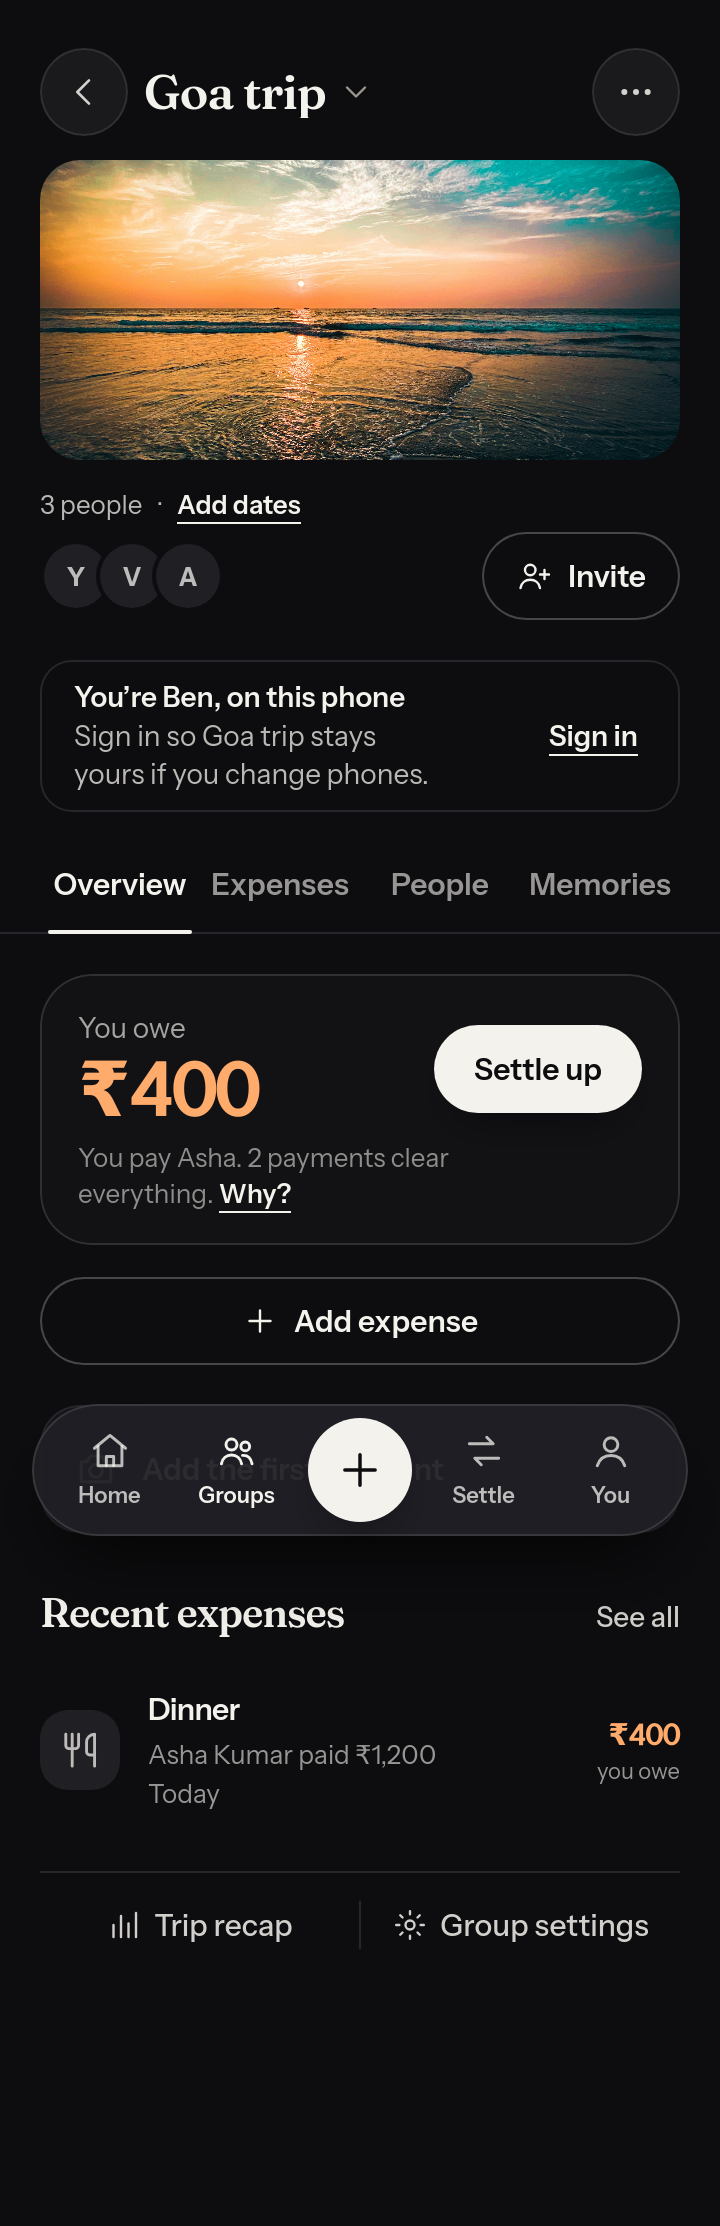 Goa trip
3 people · Add dates
Y V A
Invite
You're Ben, on this phone
Sign in so Goa trip stays
yours if you change phones.
Sign in
Overview Expenses People Memories
You owe
₹400
Settle up
You pay Asha. 2 payments clear
everything. Why?
Add expense
Add the first
Home Groups Settle You
Recent expenses
See all
Dinner
Asha Kumar paid ₹1,200
Today
₹400
you owe
Trip recap
Group settings